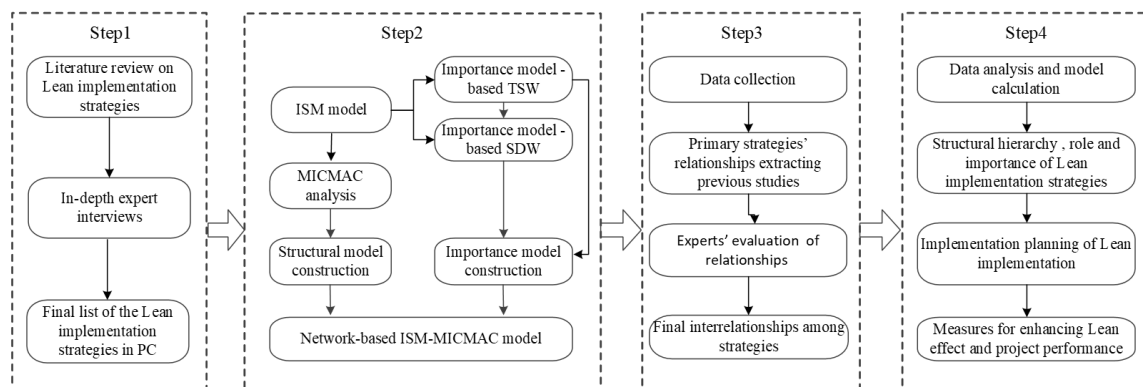 Step1
Literature review on
Lean implementation
strategies
In-depth expert
interviews
Final list of the Lean
implementation
strategies in PC
Step2
ISM model
MICMAC
analysis
Structural model
construction
Importance model -
based TSW
Importance model -
based SDW
Importance model
construction
Network-based ISM-MICMAC model
Step3
Data collection
Primary strategies'
relationships extracting
previous studies
Experts' evaluation of
relationships
Final interrelationships among
strategies
Step4
Data analysis and model
calculation
Structural hierarchy , role and
importance of Lean
implementation strategies
Implementation planning of Lean
implementation
Measures for enhancing Lean
effect and project performance